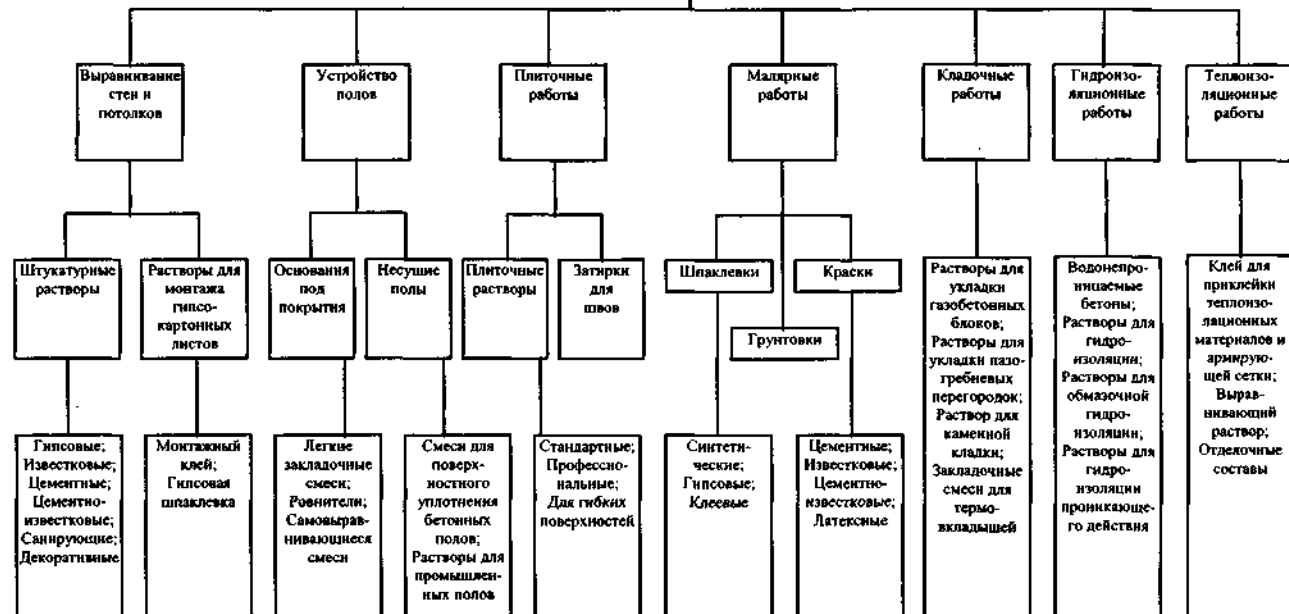 Выравнивание
стен и
потолков
Устройство
полов
Плиточные
работы
Малярные
работы
Кладочные
работы
Гидроизо-
ляционные
работы
Теплоизо-
ляционные
работы
Штукатурные
растворы
Растворы для
монтажа
гипсо-
картонных
листов
Основания
под
покрытия
Несущие
полы
Плиточные
растворы
Затирки
для
швов
Шпаклевки
Грунтовки
Краски
Растворы для
укладки
газобетонных
блоков;
Растворы для
укладки пазо-
гребневых
перегородок;
Раствор для
каменной
кладки;
Закладочные
смеси для
термо-
вкладышей
Водонепро-
ницаемые
бетоны;
Растворы для
гидро-
изоляции;
Растворы для
обмазочной
гидро-
изоляции;
Растворы для
гидро-
изоляции
проникающе-
го действия
Клей для
приклейки
теплоизо-
ляционных
материалов и
армирую-
щей сетки;
Вырав-
нивающий
раствор;
Отделочные
составы
Гипсовые;
Известковые;
Цементные;
Цементно-
известковые;
Санирующие;
Декоративные
Монтажный
клей;
Гипсовая
шпаклевка
Легкие
закладочные
смеси;
Ровнители;
Самовырав-
нивающиеся
смеси
Смеси для
поверх-
ностного
уплотнения
бетонных
полов;
Растворы для
промышлен-
ных полов
Стандартные;
Профессио-
нальные;
Для гибких
поверхностей
Синтети-
ческие;
Гипсовые;
Клеевые
Цементные;
Известковые;
Цементно-
известковые;
Латексные